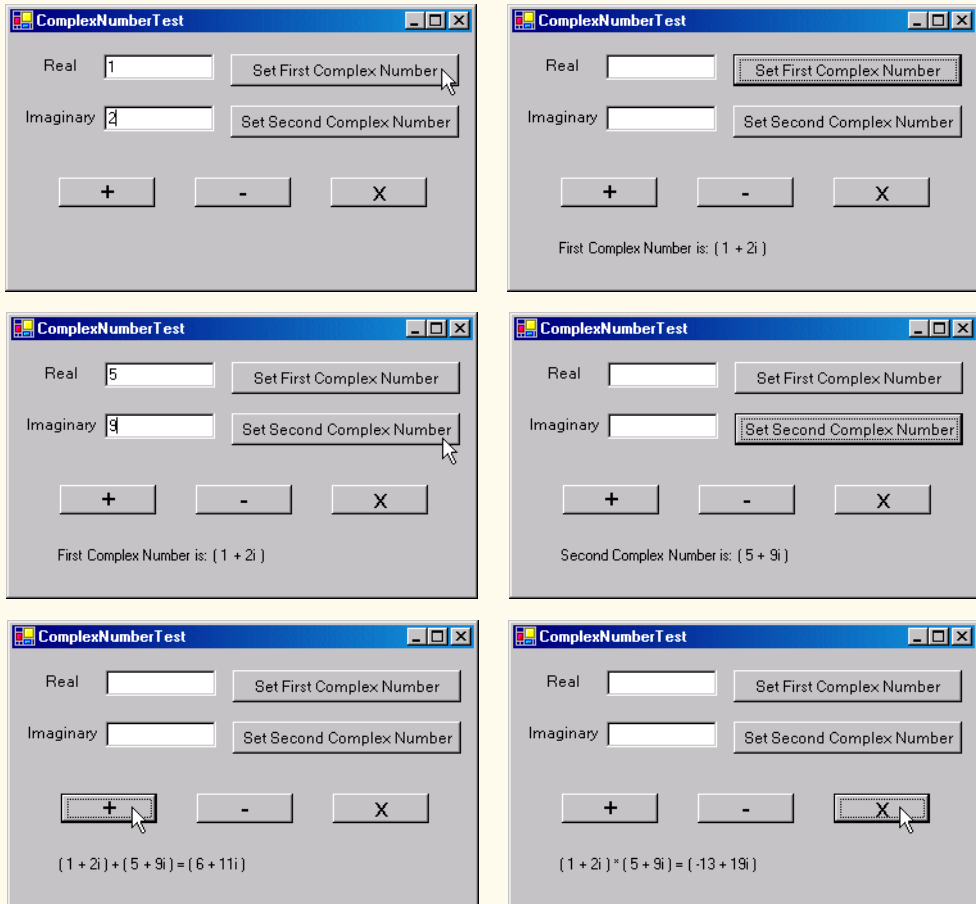 ComplexNumberTest
Real 1 Set First Complex Number
Imaginary 2 Set Second Complex Number
+ - X
ComplexNumberTest
Real Set First Complex Number
Imaginary Set Second Complex Number
+ - X
First Complex Number is: ( 1 + 2i )
ComplexNumberTest
Real 5 Set First Complex Number
Imaginary 9 Set Second Complex Number
+ - X
First Complex Number is: ( 1 + 2i )
ComplexNumberTest
Real Set First Complex Number
Imaginary Set Second Complex Number
+ - X
Second Complex Number is: ( 5 + 9i )
ComplexNumberTest
Real Set First Complex Number
Imaginary Set Second Complex Number
+ - X
( 1 + 2i ) + ( 5 + 9i ) = ( 6 + 11i )
ComplexNumberTest
Real Set First Complex Number
Imaginary Set Second Complex Number
+ - X
( 1 + 2i ) * ( 5 + 9i ) = ( -13 + 19i )